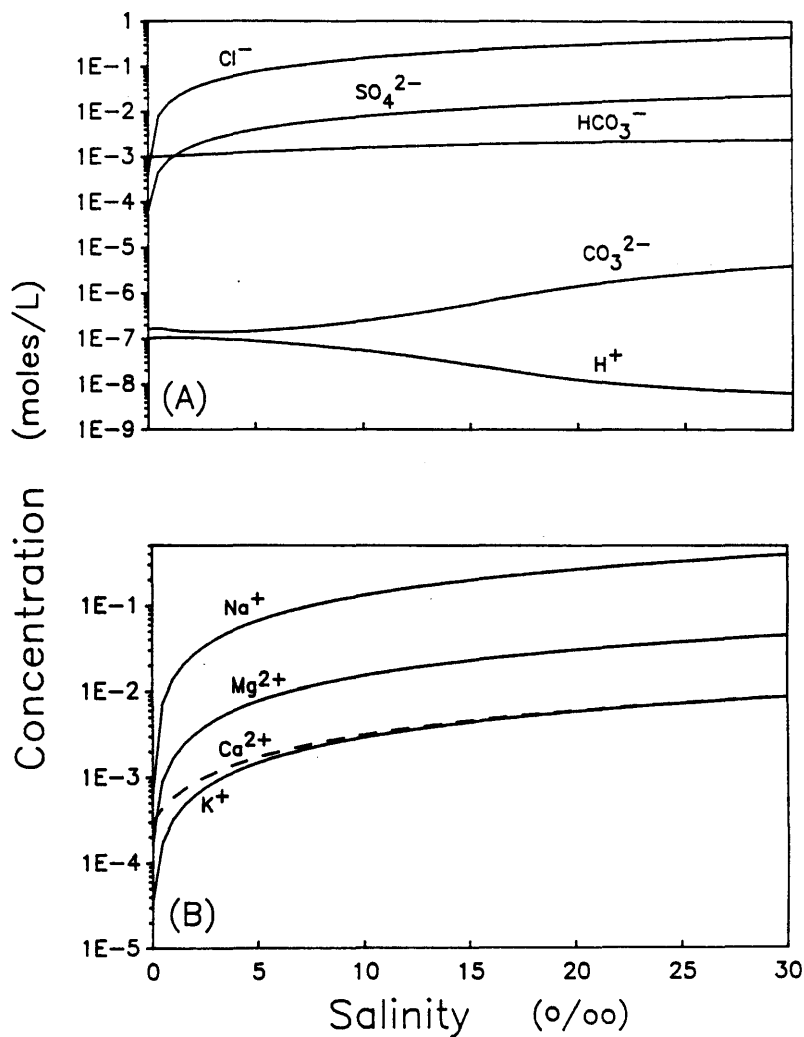 1
1E−1
1E−2
1E−3
1E−4
1E−5
1E−6
1E−7
1E−8
1E−9
Cl⁻
SO₄²⁻
HCO₃⁻
CO₃²⁻
H⁺
(A)
Concentration (moles/L)
1E−1
1E−2
1E−3
1E−4
1E−5
Na⁺
Mg²⁺
Ca²⁺
K⁺
(B)
0 5 10 15 20 25 30
Salinity (o/oo)